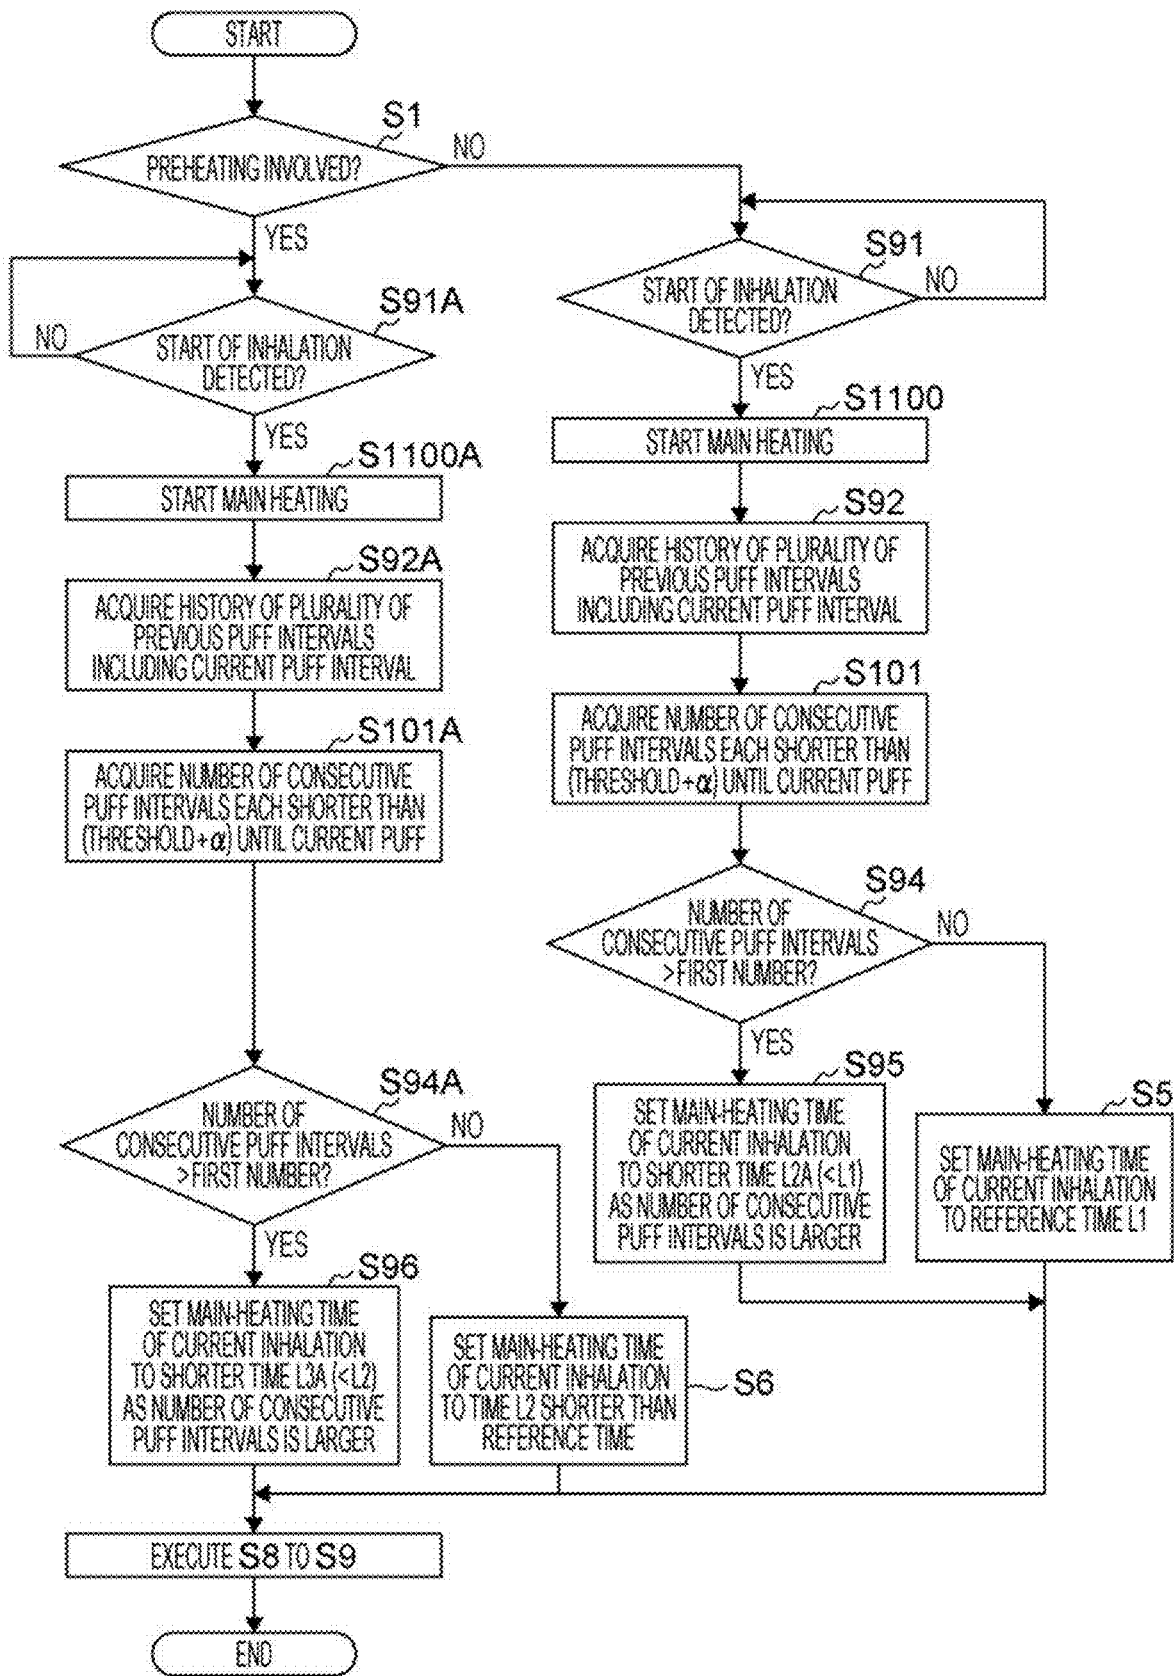 START
S1
PREHEATING INVOLVED?
NO
YES
S91A
NO
START OF INHALATION
DETECTED?
YES
S1100A
START MAIN HEATING
S92A
ACQUIRE HISTORY OF PLURALITY OF
PREVIOUS PUFF INTERVALS
INCLUDING CURRENT PUFF INTERVAL
S101A
ACQUIRE NUMBER OF CONSECUTIVE
PUFF INTERVALS EACH SHORTER THAN
(THRESHOLD+α) UNTIL CURRENT PUFF
S94A
NUMBER OF
CONSECUTIVE PUFF INTERVALS
>FIRST NUMBER?
NO
YES
S96
SET MAIN-HEATING TIME
OF CURRENT INHALATION
TO SHORTER TIME L3A (<L2)
AS NUMBER OF CONSECUTIVE
PUFF INTERVALS IS LARGER
SET MAIN-HEATING TIME
OF CURRENT INHALATION
TO TIME L2 SHORTER THAN
REFERENCE TIME
S6
S91
START OF INHALATION
DETECTED?
NO
YES
S1100
START MAIN HEATING
S92
ACQUIRE HISTORY OF PLURALITY OF
PREVIOUS PUFF INTERVALS
INCLUDING CURRENT PUFF INTERVAL
S101
ACQUIRE NUMBER OF CONSECUTIVE
PUFF INTERVALS EACH SHORTER THAN
(THRESHOLD+α) UNTIL CURRENT PUFF
S94
NUMBER OF
CONSECUTIVE PUFF INTERVALS
>FIRST NUMBER?
NO
YES
S95
SET MAIN-HEATING TIME
OF CURRENT INHALATION
TO SHORTER TIME L2A (<L1)
AS NUMBER OF CONSECUTIVE
PUFF INTERVALS IS LARGER
S5
SET MAIN-HEATING TIME
OF CURRENT INHALATION
TO REFERENCE TIME L1
EXECUTE S8 TO S9
END